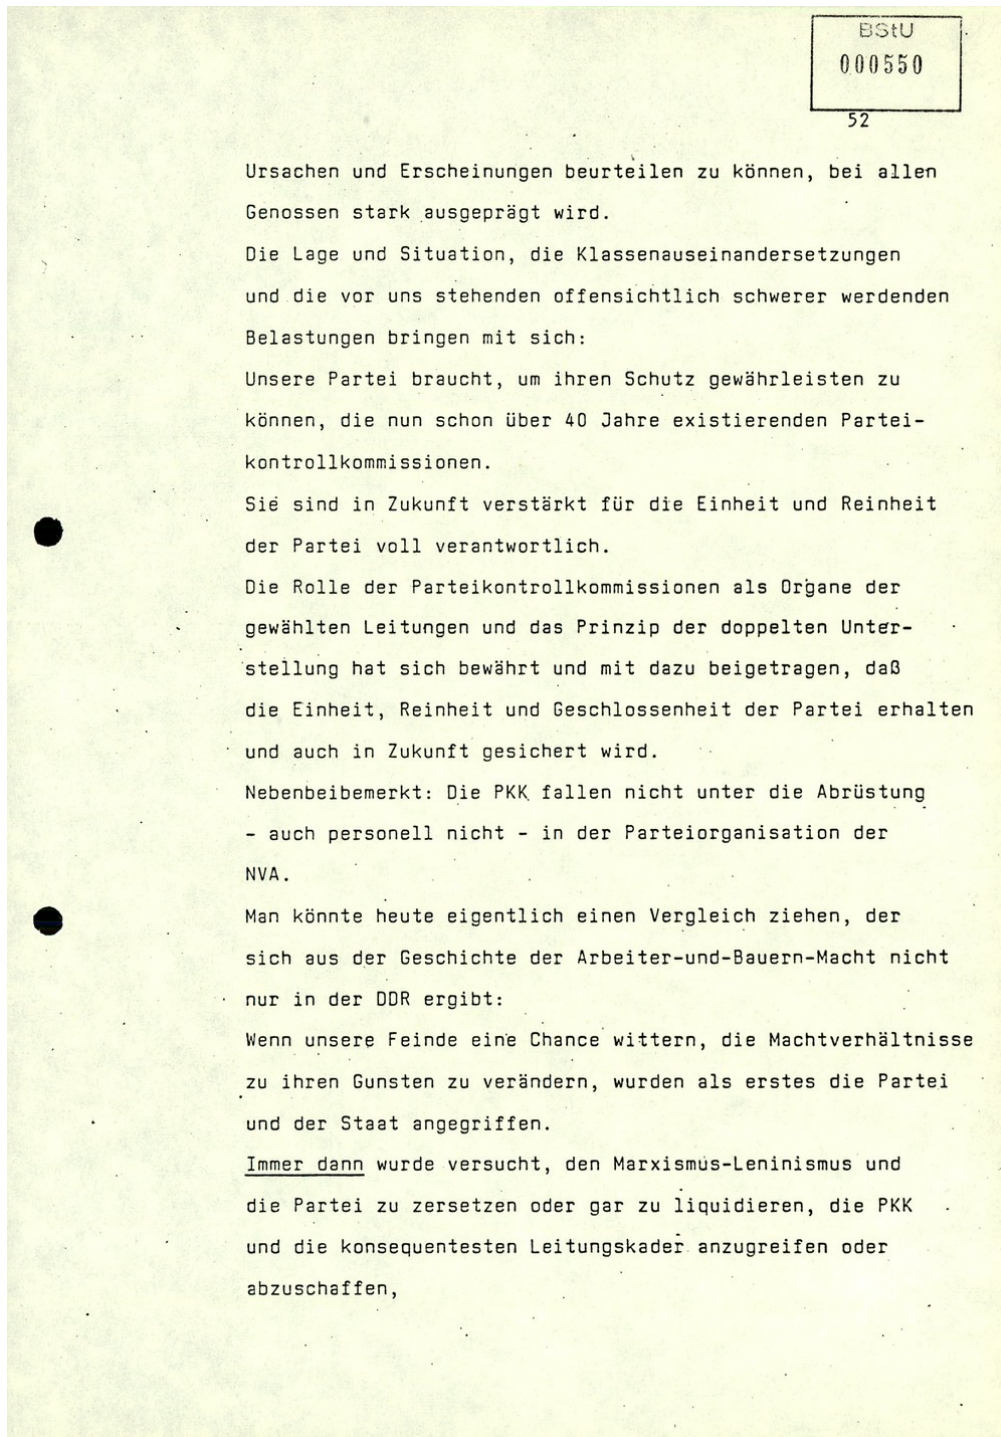 BStU
000550
52
Ursachen und Erscheinungen beurteilen zu können, bei allen
Genossen stark ausgeprägt wird.
Die Lage und Situation, die Klassenauseinandersetzungen
und die vor uns stehenden offensichtlich schwerer werdenden
Belastungen bringen mit sich:
Unsere Partei braucht, um ihren Schutz gewährleisten zu
können, die nun schon über 40 Jahre existierenden Partei-
kontrollkommissionen.
Sie sind in Zukunft verstärkt für die Einheit und Reinheit
der Partei voll verantwortlich.
Die Rolle der Parteikontrollkommissionen als Organe der
gewählten Leitungen und das Prinzip der doppelten Unter-
stellung hat sich bewährt und mit dazu beigetragen, daß
die Einheit, Reinheit und Geschlossenheit der Partei erhalten
und auch in Zukunft gesichert wird.
Nebenbeibemerkt: Die PKK fallen nicht unter die Abrüstung
- auch personell nicht - in der Parteiorganisation der
NVA.
Man könnte heute eigentlich einen Vergleich ziehen, der
sich aus der Geschichte der Arbeiter-und-Bauern-Macht nicht
nur in der DDR ergibt:
Wenn unsere Feinde eine Chance wittern, die Machtverhältnisse
zu ihren Gunsten zu verändern, wurden als erstes die Partei
und der Staat angegriffen.
Immer dann wurde versucht, den Marxismus-Leninismus und
die Partei zu zersetzen oder gar zu liquidieren, die PKK
und die konsequentesten Leitungskader anzugreifen oder
abzuschaffen,